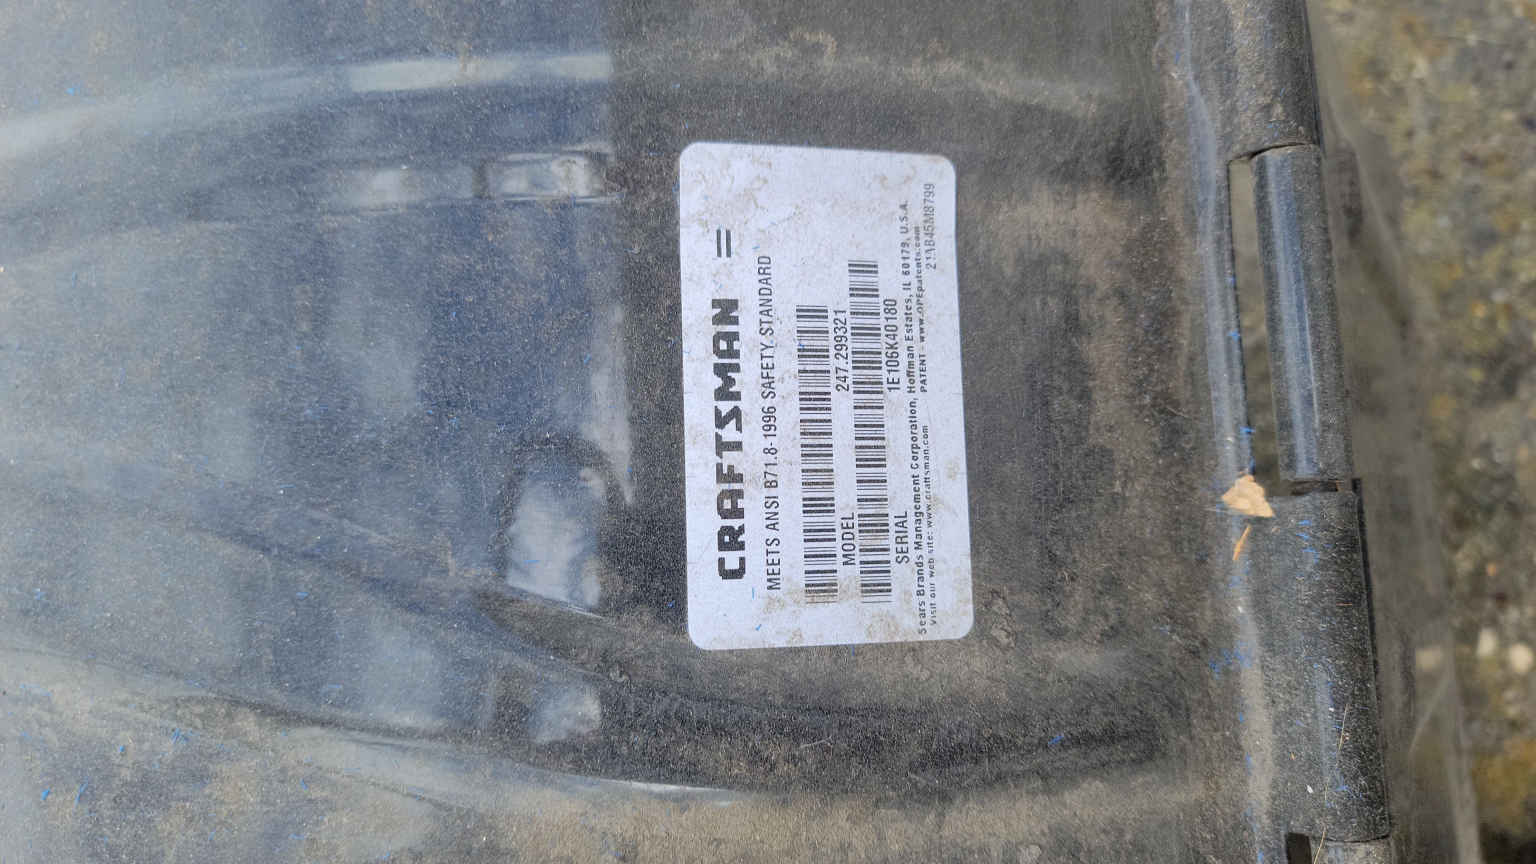 CRAFTSMAN
MEETS ANSI B71.8-1996 SAFETY STANDARD
247.299321
MODEL
1E106K40180
SERIAL
Sears Brands Management Corporation, Hoffman Estates, IL 60179, U.S.A.
Visit our web site: www.craftsman.com PATENT - www.OPEpatents.com
211B45M8799